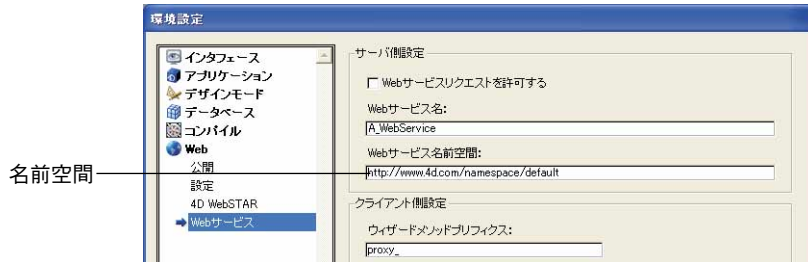 環境設定
インタフェース
アプリケーション
デザインモード
データベース
コンパイル
Web
公開
設定
4D WebSTAR
Webサービス
サーバ側設定
Webサービスリクエストを許可する
Webサービス名:
A_WebService
Webサービス名前空間:
http://www.4d.com/namespace/default
クライアント側設定
ウィザードメソッドプリフィクス:
proxy_
名前空間